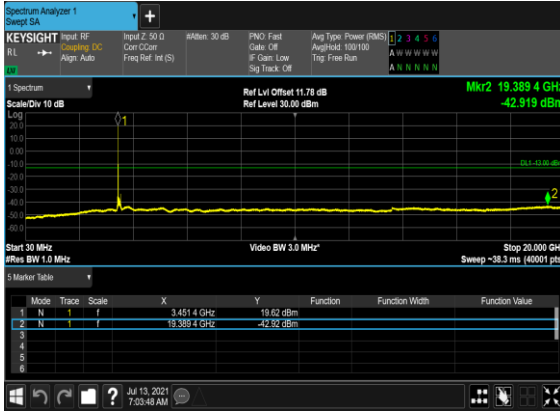 Spectrum Analyzer 1
Swept SA
+
KEYSIGHT Input: RF Input Z: 50 Ω #Atten: 30 dB PNO: Fast Avg Type: Power (RMS) 1 2 3 4 5 6
RL Coupling: DC Corr CCorr Gate: Off Avg|Hold: 100/100 A W W W W W
Align: Auto Freq Ref: Int (S) IF Gain: Low Trig: Free Run
Sig Track: Off A N N N N N
1 Spectrum Ref Lvl Offset 11.78 dB Mkr2 19.389 4 GHz
Scale/Div 10 dB Ref Level 30.00 dBm -42.919 dBm
Log
20.0
10.0
0.00
-10.0
-20.0
-30.0
-40.0
-50.0
-60.0
1
DL1 -13.00 dBm
2
Start 30 MHz Video BW 3.0 MHz* Stop 20.000 GHz
#Res BW 1.0 MHz Sweep ~38.3 ms (40001 pts)
5 Marker Table
Mode Trace Scale X Y Function Function Width Function Value
1 N 1 f 3.451 4 GHz 19.62 dBm
2 N 1 f 19.389 4 GHz -42.92 dBm
3
4
5
6
? Jul 13, 2021
7:03:48 AM